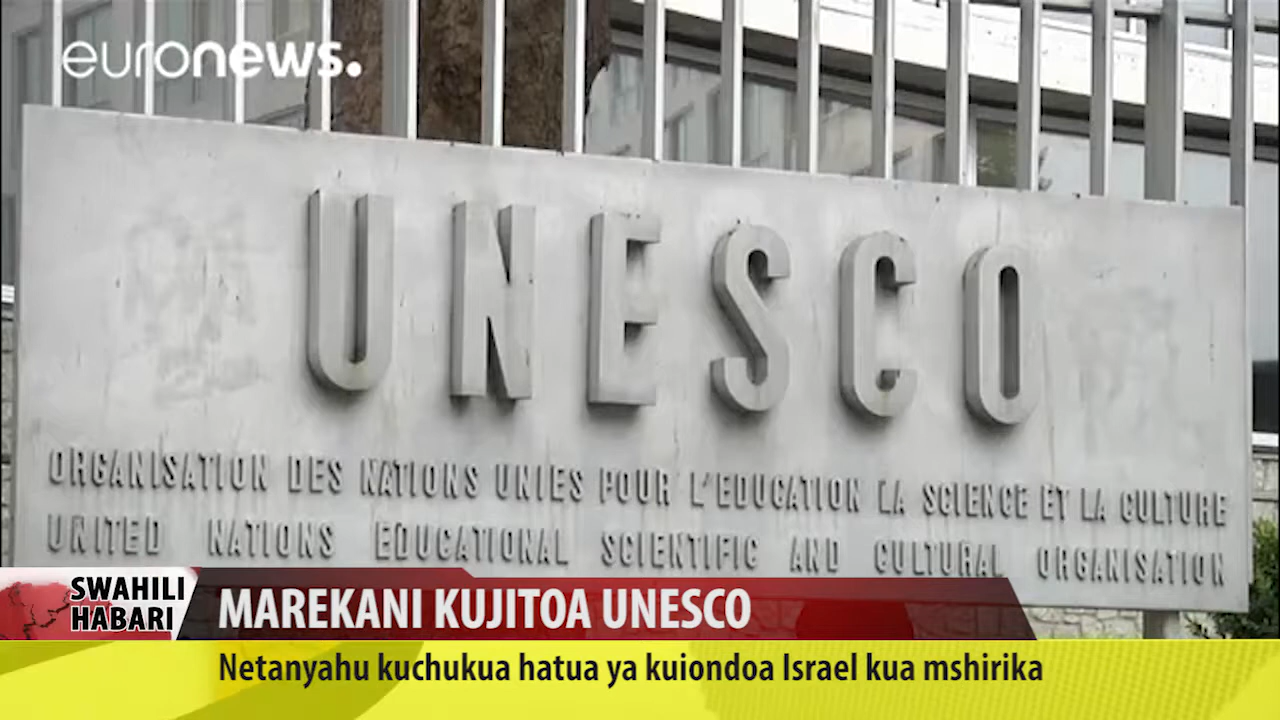 euronews.
UNESCO
ORGANISATION DES NATIONS UNIES POUR L'EDUCATION LA SCIENCE ET LA CULTURE
UNITED NATIONS EDUCATIONAL SCIENTIFIC AND CULTURAL ORGANISATION
SWAHILI
HABARI
MAREKANI KUJITOA UNESCO
Netanyahu kuchukua hatua ya kuiondoa Israel kua mshirika